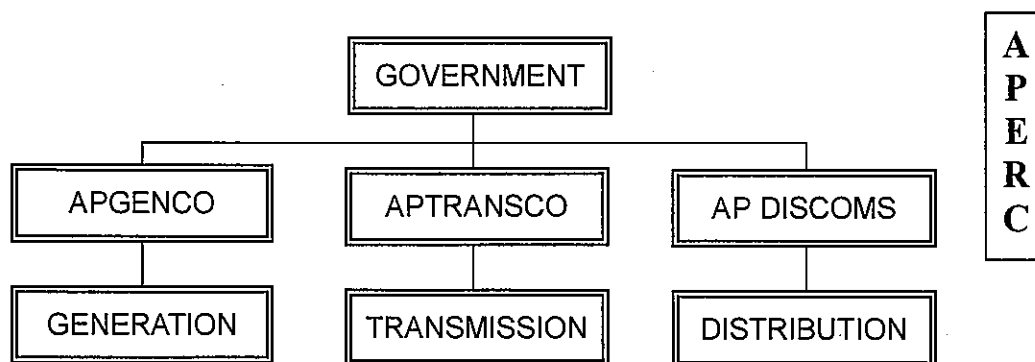 GOVERNMENT
APGENCO
APTRANSCO
AP DISCOMS
GENERATION
TRANSMISSION
DISTRIBUTION
A
P
E
R
C